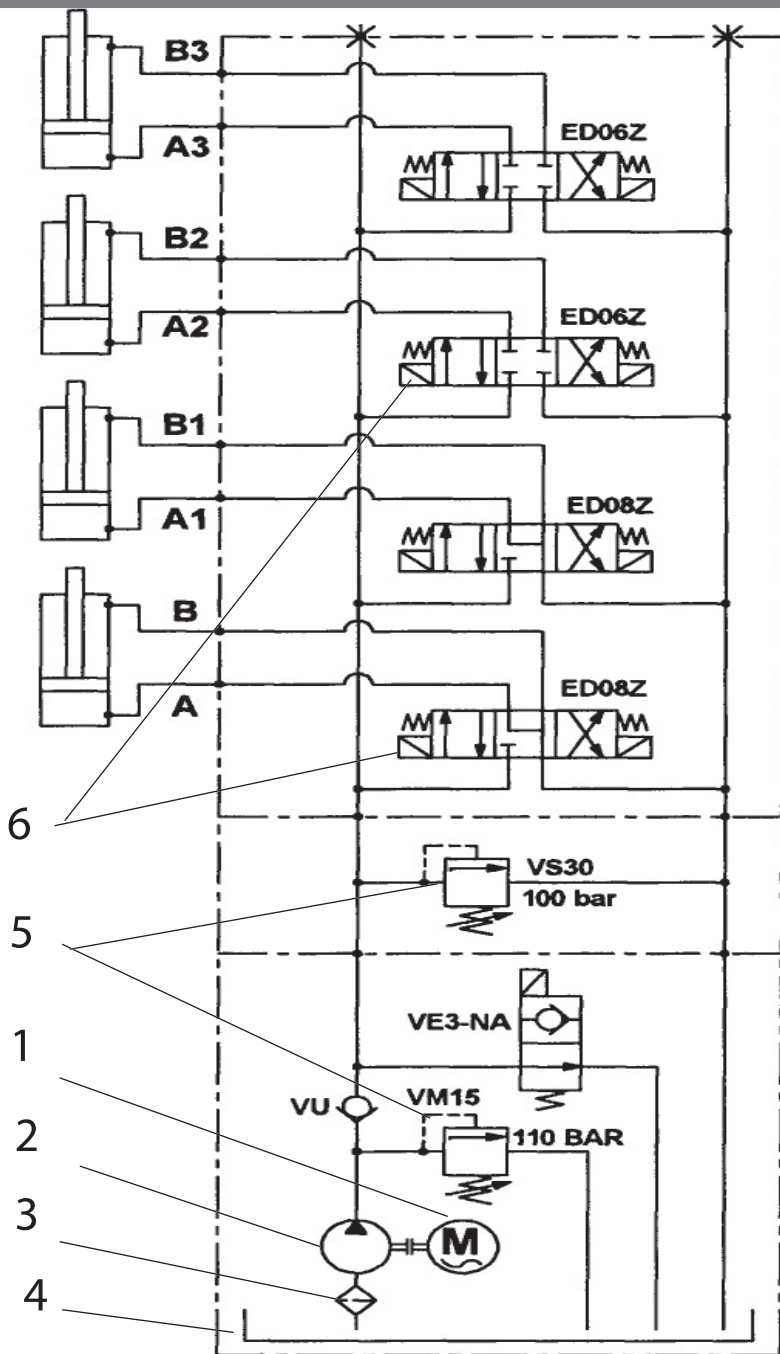 B3
ED06Z
A3
B2
ED06Z
A2
B1
ED08Z
A1
B
ED08Z
A
6
VS30
100 bar
5
VE3-NA
1
VU
VM15
110 BAR
2
3
M
4